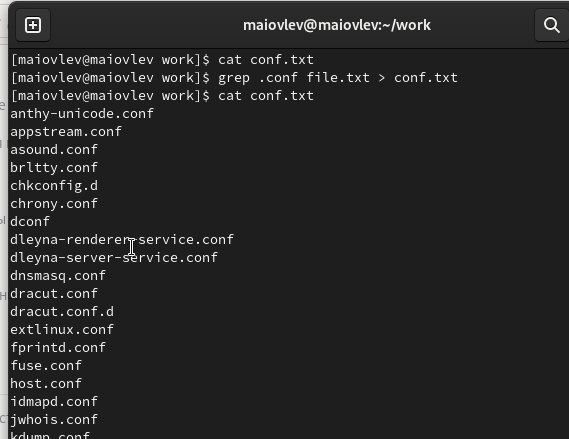 maiovlev@maiovlev:~/work
[maiovlev@maiovlev work]$ cat conf.txt
[maiovlev@maiovlev work]$ grep .conf file.txt > conf.txt
[maiovlev@maiovlev work]$ cat conf.txt
anthy-unicode.conf
appstream.conf
asound.conf
brltty.conf
chkconfig.d
chrony.conf
dconf
dleyna-renderer-service.conf
dleyna-server-service.conf
dnsmasq.conf
dracut.conf
dracut.conf.d
extlinux.conf
fprintd.conf
fuse.conf
host.conf
idmapd.conf
jwhois.conf
kdump.conf